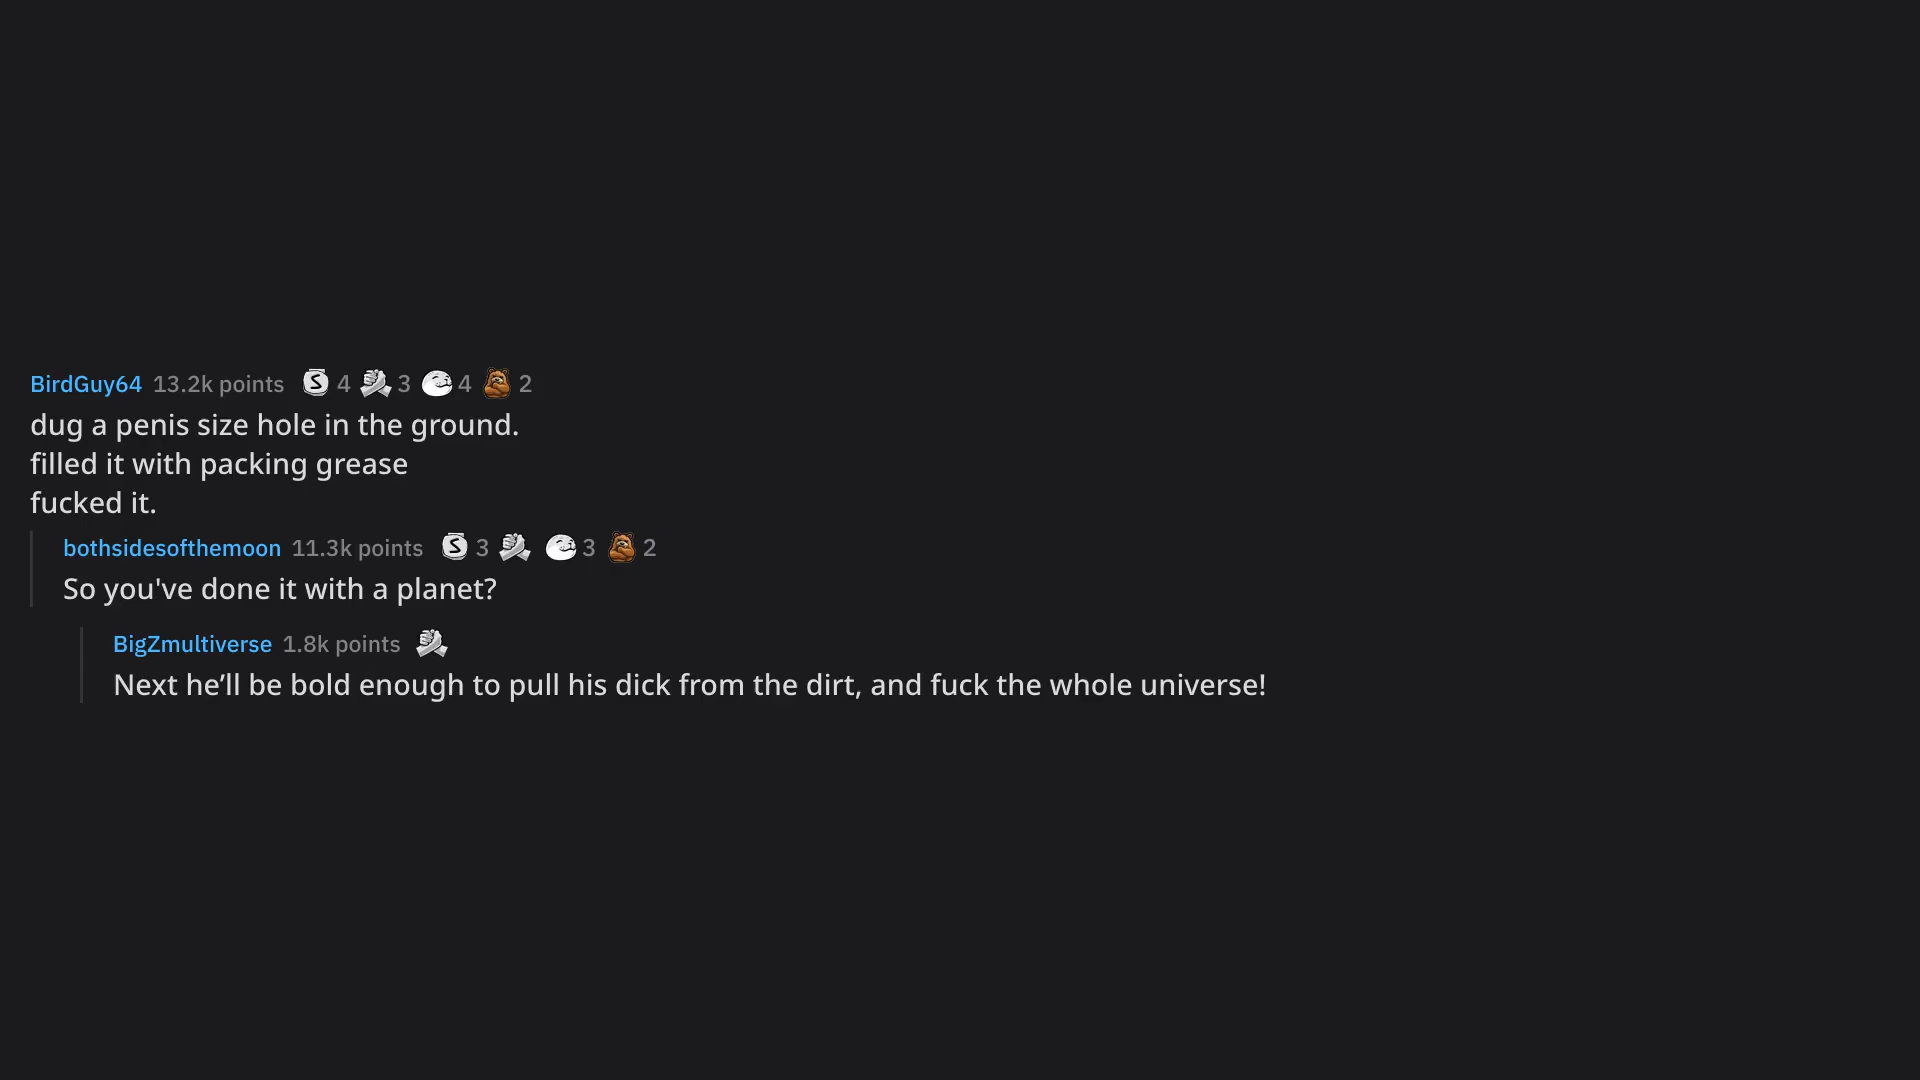 BirdGuy64 13.2k points S 4 3 4 2
dug a penis size hole in the ground.
filled it with packing grease
fucked it.
bothsidesofthemoon 11.3k points S 3 3 2
So you've done it with a planet?
BigZmultiverse 1.8k points
Next he’ll be bold enough to pull his dick from the dirt, and fuck the whole universe!